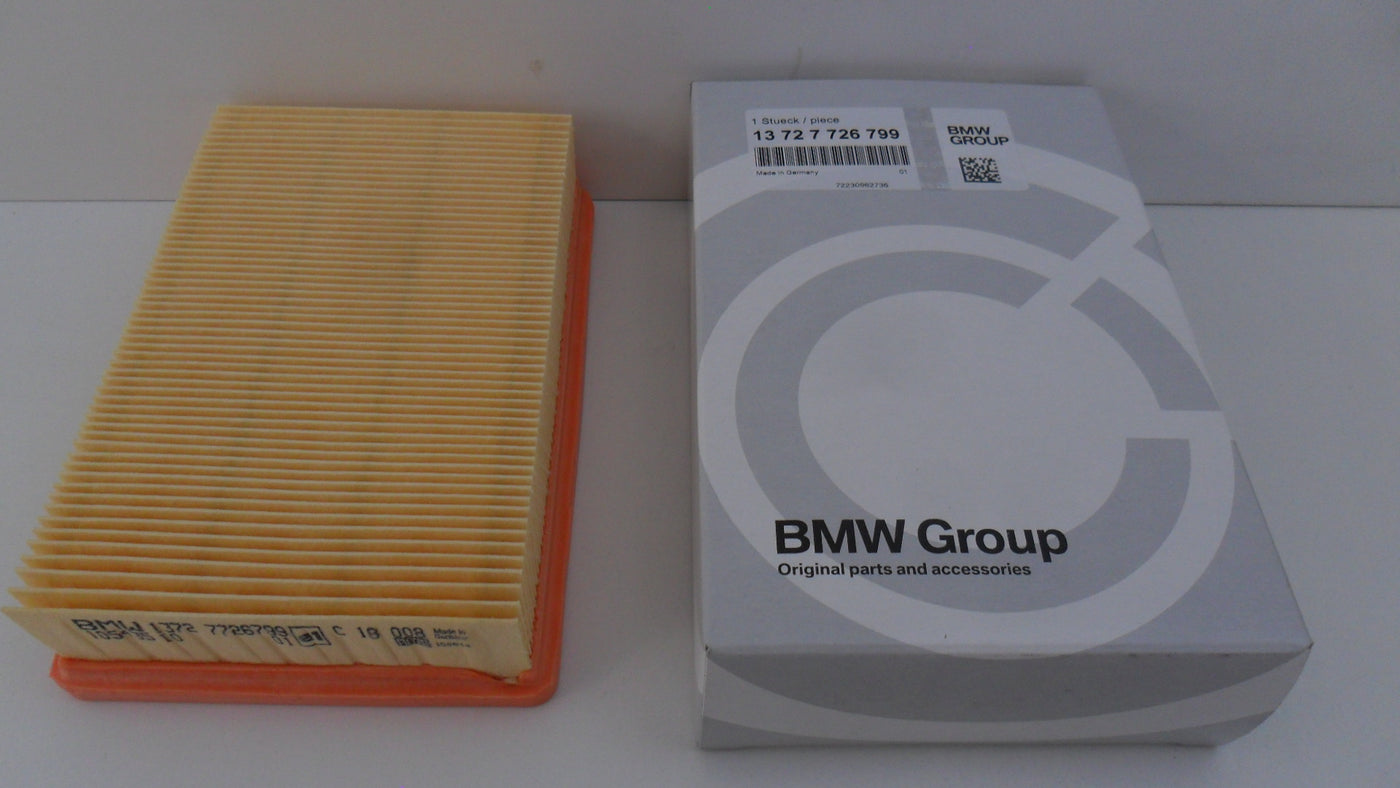 1 Stueck / piece
13 72 7 726 799
Made in Germany 01
72230982736
BMW
GROUP
BMW Group
Original parts and accessories
BMW 1372 7726799 C 18 008 Made in
01